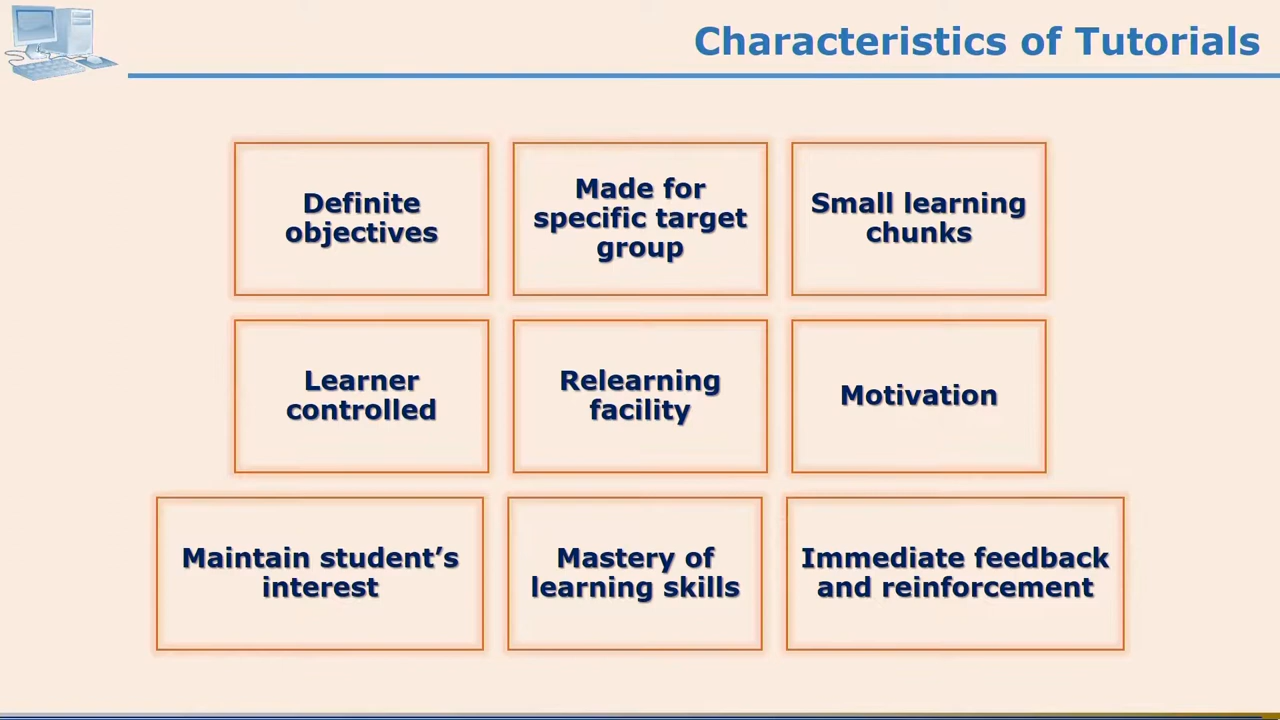 Characteristics of Tutorials
Definite
objectives
Made for
specific target
group
Small learning
chunks
Learner
controlled
Relearning
facility
Motivation
Maintain student’s
interest
Mastery of
learning skills
Immediate feedback
and reinforcement